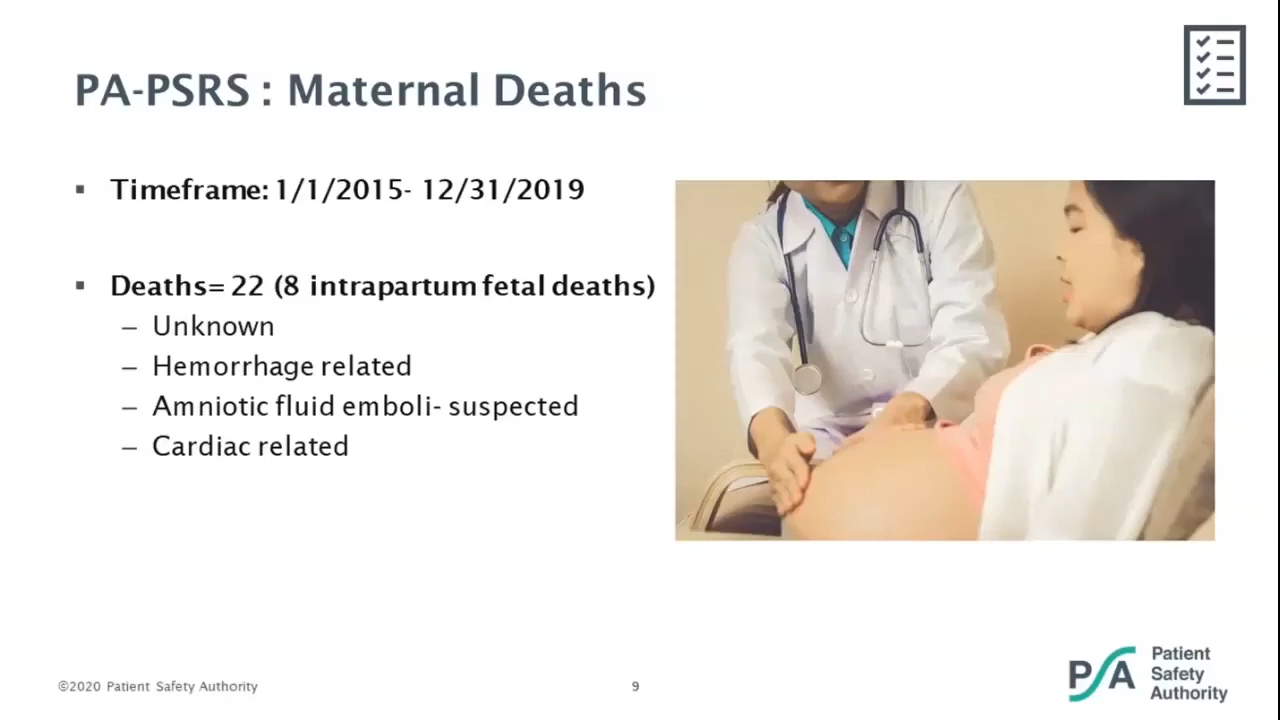 PA-PSRS : Maternal Deaths
▪ Timeframe: 1/1/2015- 12/31/2019
▪ Deaths= 22 (8 intrapartum fetal deaths)
– Unknown
– Hemorrhage related
– Amniotic fluid emboli- suspected
– Cardiac related
©2020 Patient Safety Authority
9
PSA
Patient
Safety
Authority